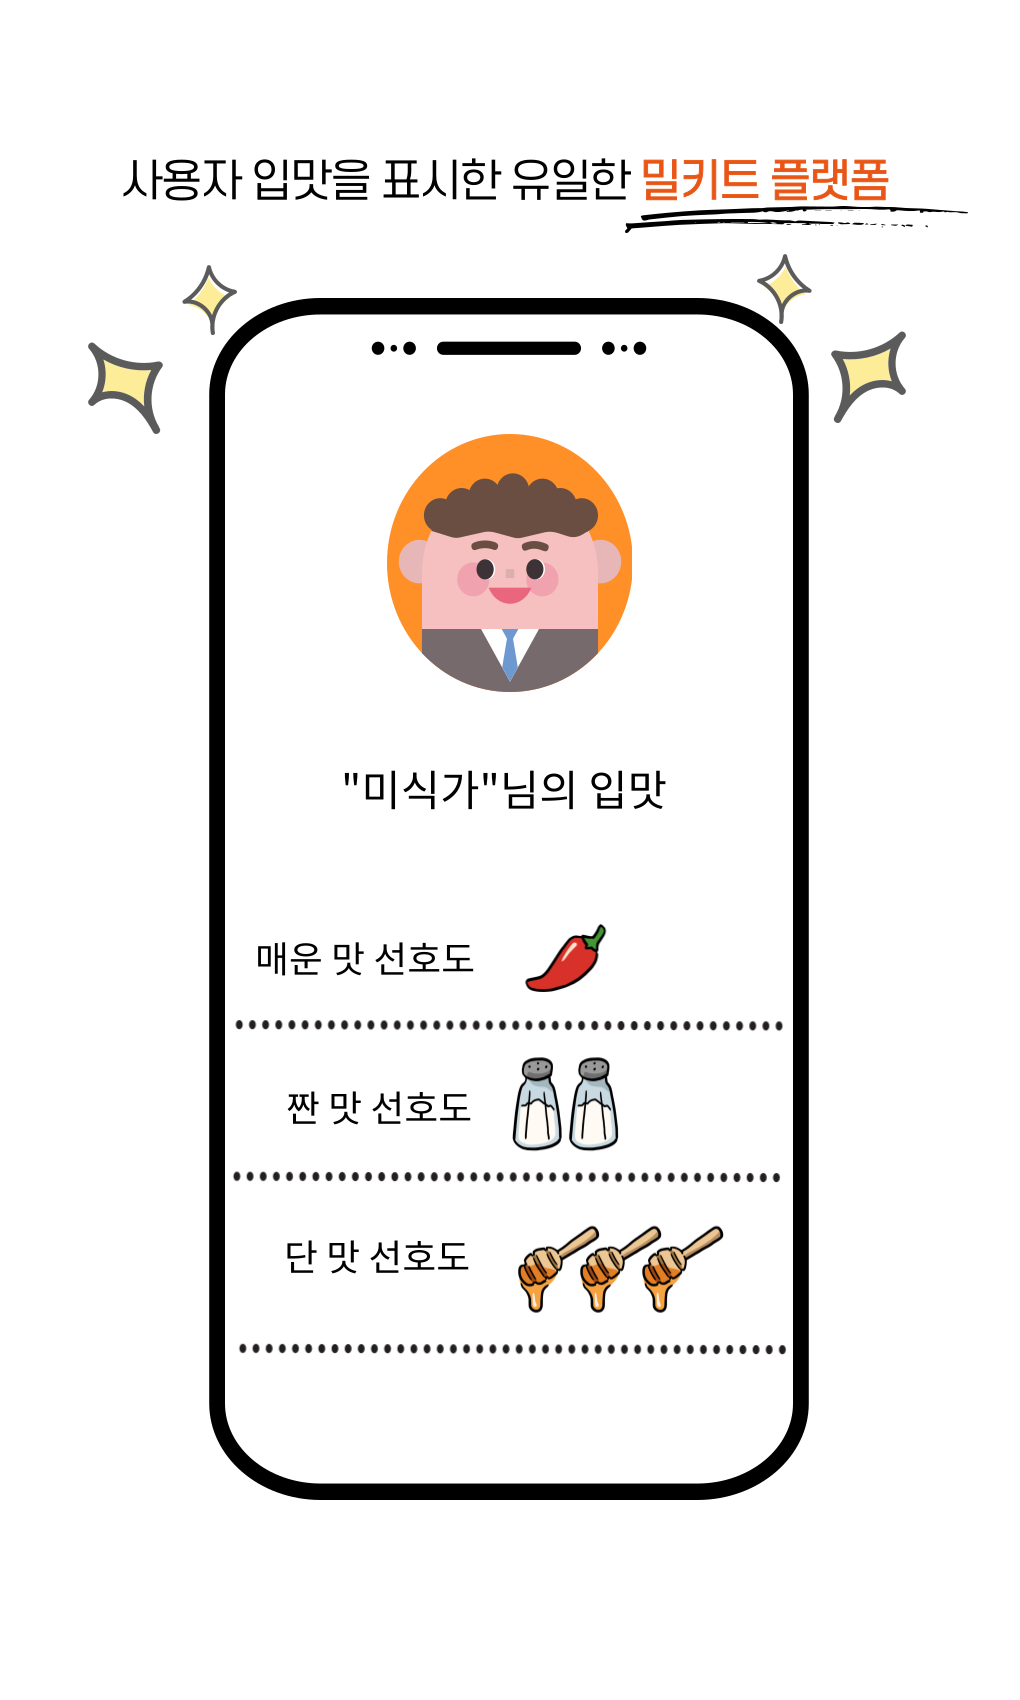 사용자 입맛을 표시한 유일한 밀키트 플랫폼
"미식가"님의 입맛
매운 맛 선호도
짠 맛 선호도
단 맛 선호도